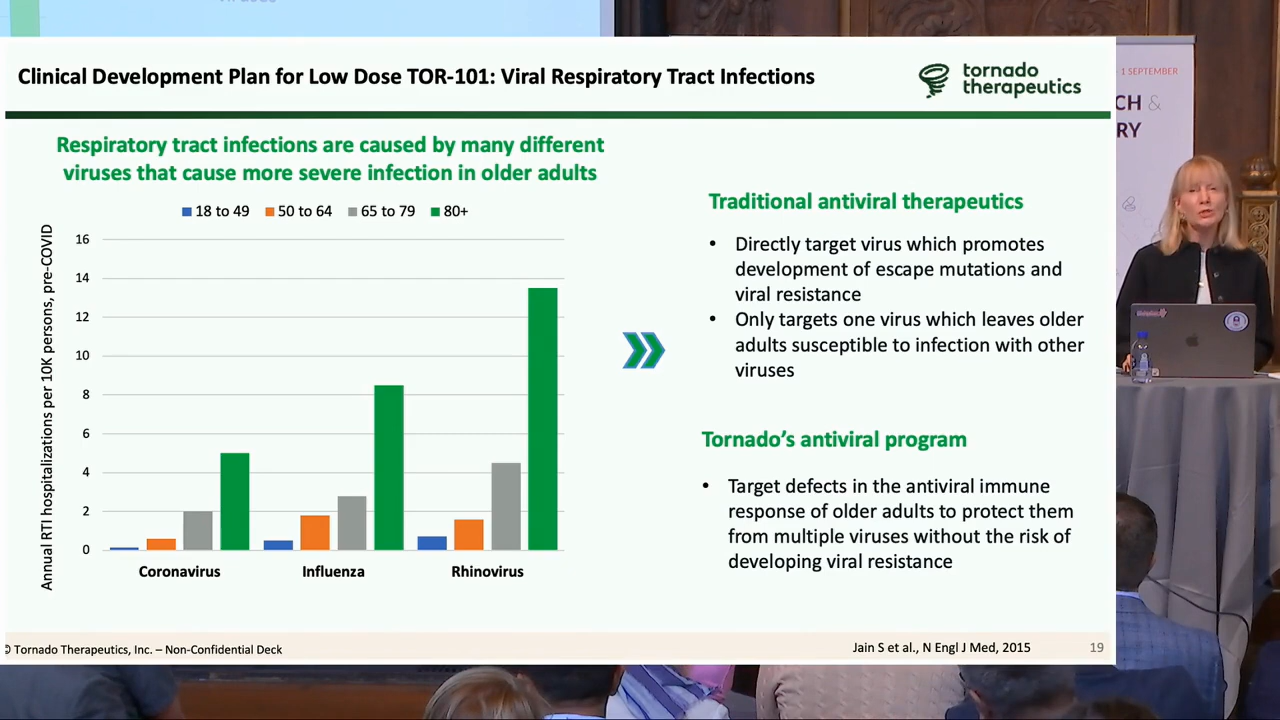 Clinical Development Plan for Low Dose TOR-101: Viral Respiratory Tract Infections
tornado
therapeutics
1 SEPTEMBER
CH &
RY
Respiratory tract infections are caused by many different
viruses that cause more severe infection in older adults
18 to 49 50 to 64 65 to 79 80+
Annual RTI hospitalizations per 10K persons, pre-COVID
16
14
12
10
8
6
4
2
0
Coronavirus Influenza Rhinovirus
Traditional antiviral therapeutics
• Directly target virus which promotes
development of escape mutations and
viral resistance
• Only targets one virus which leaves older
adults susceptible to infection with other
viruses
Tornado's antiviral program
• Target defects in the antiviral immune
response of older adults to protect them
from multiple viruses without the risk of
developing viral resistance
© Tornado Therapeutics, Inc. – Non-Confidential Deck
Jain S et al., N Engl J Med, 2015
19